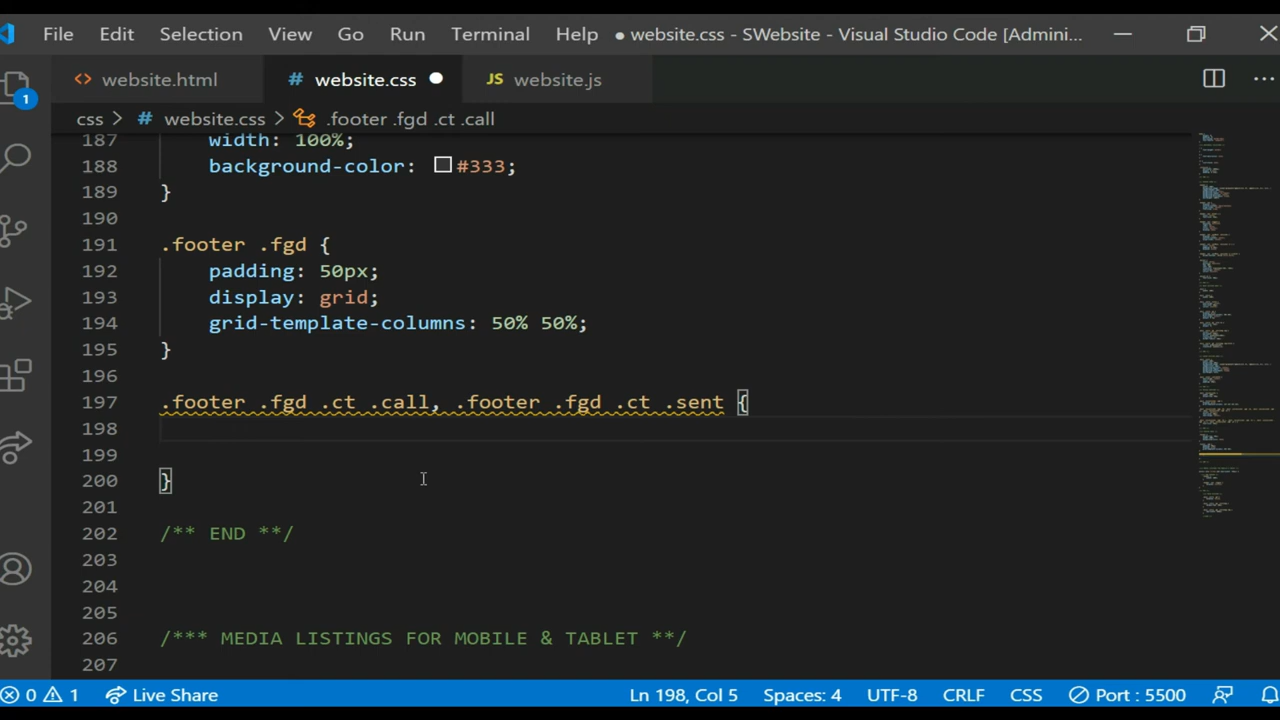 File Edit Selection View Go Run Terminal Help ● website.css - SWebsite - Visual Studio Code [Admini...
1
<> website.html # website.css ● JS website.js ...
css > # website.css > .footer .fgd .ct .call
187 width: 100%;
188 background-color: #333;
189 }
190
191 .footer .fgd {
192 padding: 50px;
193 display: grid;
194 grid-template-columns: 50% 50%;
195 }
196
197 .footer .fgd .ct .call, .footer .fgd .ct .sent {
198
199
200 }
201
202 /** END **/
203
204
205
206 /*** MEDIA LISTINGS FOR MOBILE & TABLET **/
207
0 1 Live Share Ln 198, Col 5 Spaces: 4 UTF-8 CRLF CSS Port : 5500